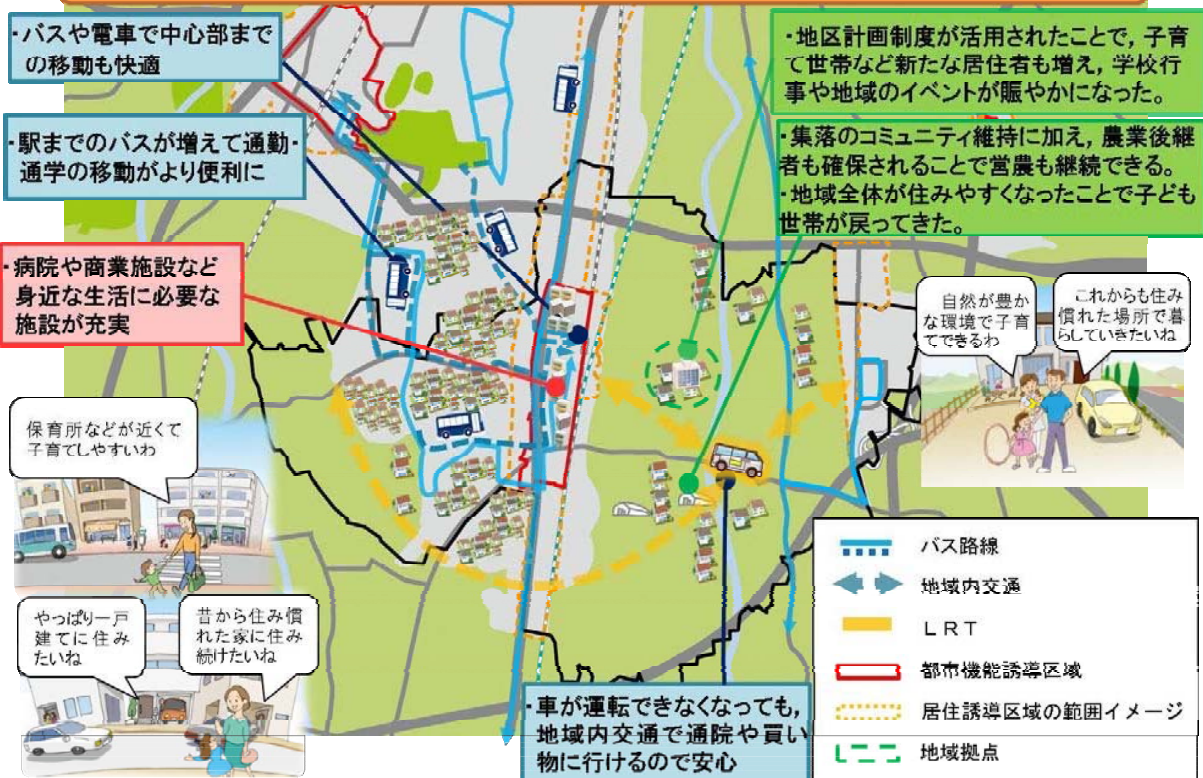 ・バスや電車で中心部まで
の移動も快適
・駅までのバスが増えて通勤・
通学の移動がより便利に
・病院や商業施設など
身近な生活に必要な
施設が充実
・地区計画制度が活用されたことで，子育
て世帯など新たな居住者も増え，学校行
事や地域のイベントが賑やかになった。
・集落のコミュニティ維持に加え，農業後継
者も確保されることで営農も継続できる。
・地域全体が住みやすくなったことで子ども
世帯が戻ってきた。
自然が豊か
な環境で子育
てできるわ
これからも住み
慣れた場所で暮
らしていきたいね
保育所などが近くて
子育てしやすいわ
やっぱり一戸
建てに住み
たいね
昔から住み慣
れた家に住み
続けたいね
・車が運転できなくなっても，
地域内交通で通院や買い
物に行けるので安心
バス路線
地域内交通
ＬＲＴ
都市機能誘導区域
居住誘導区域の範囲イメージ
地域拠点